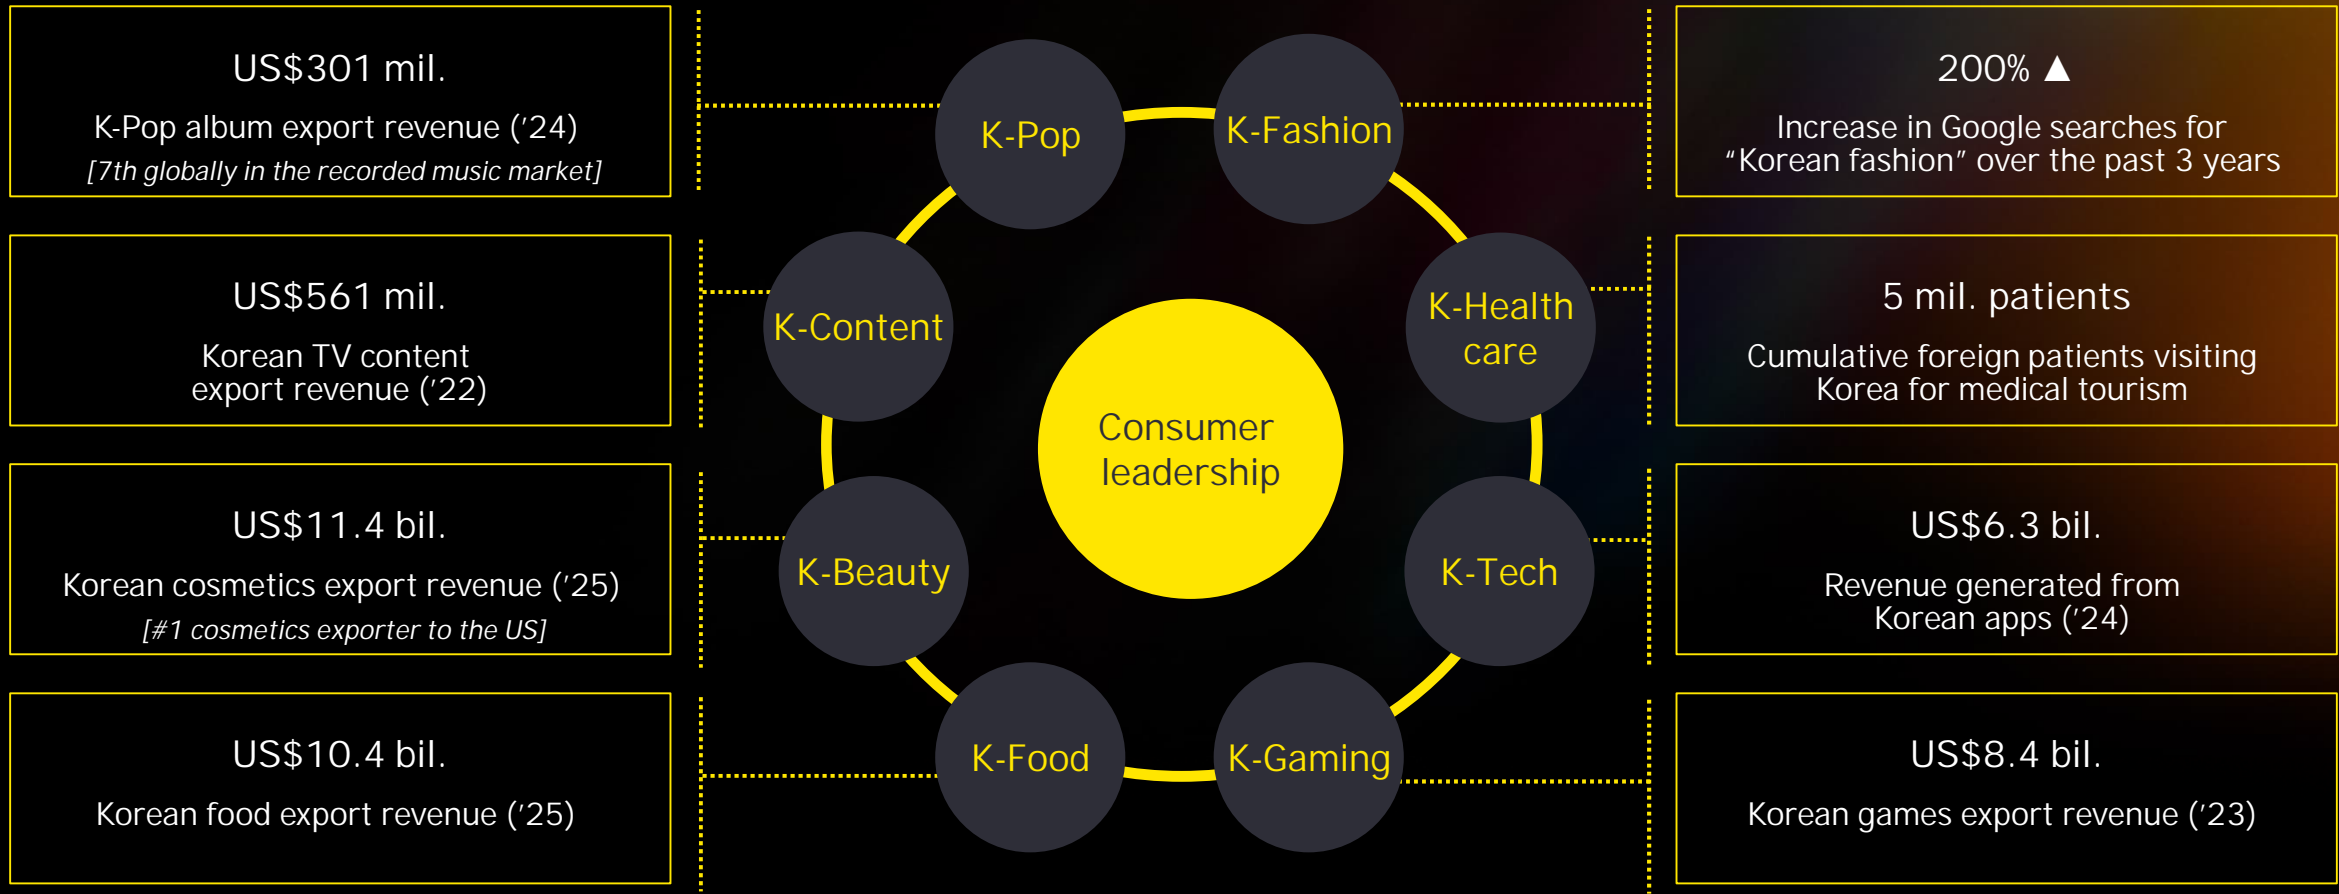 US$301 mil.
K-Pop album export revenue (’24)
[7th globally in the recorded music market]
US$561 mil.
Korean TV content
export revenue (’22)
US$11.4 bil.
Korean cosmetics export revenue (’25)
[#1 cosmetics exporter to the US]
US$10.4 bil.
Korean food export revenue (’25)
K-Pop
K-Fashion
K-Content
K-Health
care
Consumer
leadership
K-Beauty
K-Tech
K-Food
K-Gaming
200% ▲
Increase in Google searches for
“Korean fashion” over the past 3 years
5 mil. patients
Cumulative foreign patients visiting
Korea for medical tourism
US$6.3 bil.
Revenue generated from
Korean apps (’24)
US$8.4 bil.
Korean games export revenue (’23)